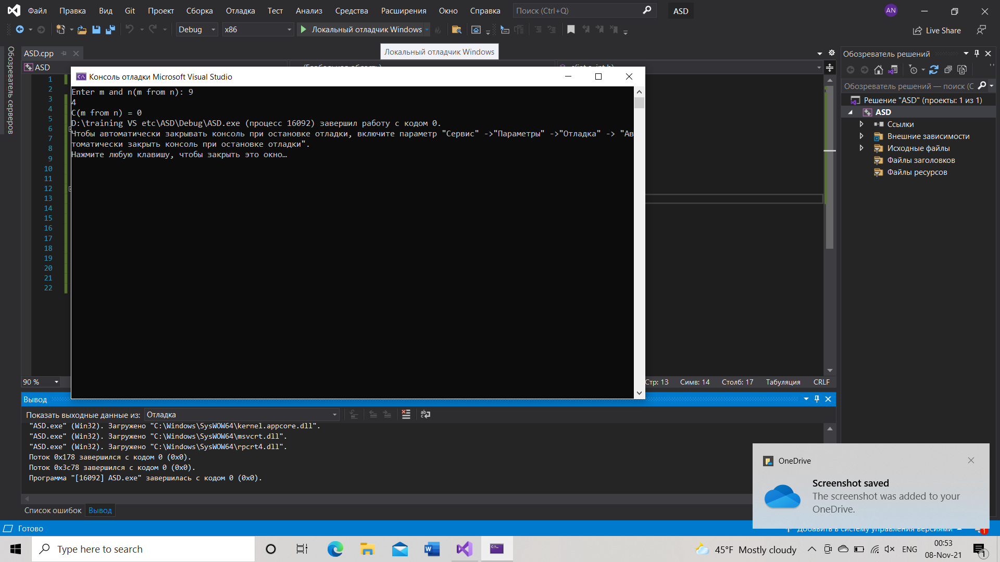 Файл Правка Вид Git Проект Сборка Отладка Тест Анализ Средства Расширения Окно Справка Поиск (Ctrl+Q) ASD AN
Debug x86 Локальный отладчик Windows Live Share
Локальный отладчик Windows
Обозреватель серверов
ASD.cpp
ASD
Консоль отладки Microsoft Visual Studio
Enter m and n(m from n): 9
4
C(m from n) = 0
D:\training VS etc\ASD\Debug\ASD.exe (процесс 16092) завершил работу с кодом 0.
Чтобы автоматически закрывать консоль при остановке отладки, включите параметр "Сервис" ->"Параметры" ->"Отладка" -> "Ав
томатически закрыть консоль при остановке отладки".
Нажмите любую клавишу, чтобы закрыть это окно…
1
2
3
4
5
6
7
8
9
10
11
12
13
14
15
16
17
18
19
20
21
22
90 % Стр: 13 Симв: 14 Столб: 17 Табуляция CRLF
Обозреватель решений
Обозреватель решений — поиск (C
Решение "ASD" (проекты: 1 из 1)
ASD
Ссылки
Внешние зависимости
Исходные файлы
Файлы заголовков
Файлы ресурсов
Вывод
Показать выходные данные из: Отладка
"ASD.exe" (Win32). Загружено "C:\Windows\SysWOW64\kernel.appcore.dll".
"ASD.exe" (Win32). Загружено "C:\Windows\SysWOW64\msvcrt.dll".
"ASD.exe" (Win32). Загружено "C:\Windows\SysWOW64\rpcrt4.dll".
Поток 0x178 завершился с кодом 0 (0x0).
Поток 0x3c78 завершился с кодом 0 (0x0).
Программа "[16092] ASD.exe" завершилась с кодом 0 (0x0).
Список ошибок Вывод
OneDrive
Screenshot saved
The screenshot was added to your
OneDrive.
Готово Добавить в систему управления версиями 1
Type here to search 45°F Mostly cloudy ENG 00:53
08-Nov-21 1